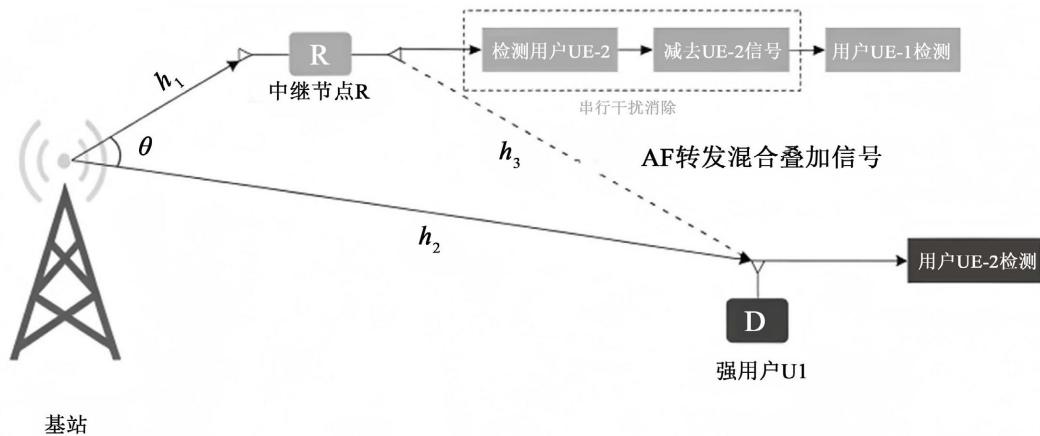 R
检测用户UE-2
减去UE-2信号
用户UE-1检测
中继节点R
串行干扰消除
h₁
θ
h₃
AF转发混合叠加信号
h₂
用户UE-2检测
D
强用户U1
基站